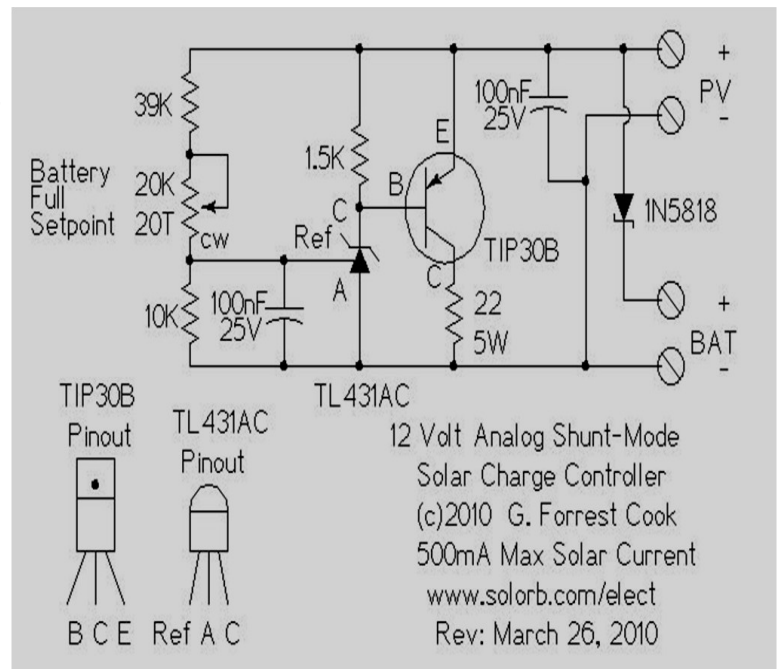 39K
Battery
Full
Setpoint
20K
20T
cw
10K
100nF
25V
1.5K
C
Ref
A
B
E
C
TIP30B
22
5W
100nF
25V
+
PV
-
1N5818
+
BAT
-
TL431AC
TIP30B
Pinout
B C E
TL431AC
Pinout
Ref A C
12 Volt Analog Shunt-Mode
Solar Charge Controller
(c)2010 G. Forrest Cook
500mA Max Solar Current
www.solorb.com/elect
Rev: March 26, 2010